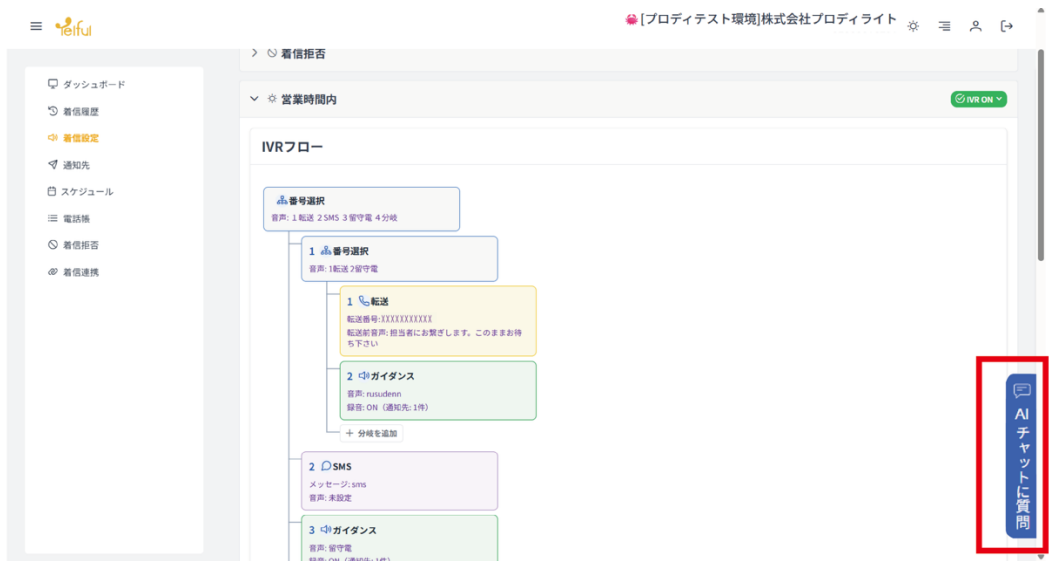 Telful
[プロディテスト環境]株式会社プロディライト
ダッシュボード
着信履歴
着信設定
通知先
スケジュール
電話帳
着信拒否
着信連携
着信拒否
営業時間内
IVR ON
IVRフロー
番号選択
音声: 1 転送 2 SMS 3 留守電 4 分岐
1 番号選択
音声: 1転送 2留守電
1 転送
転送番号:XXXXXXXXXXX
転送前音声: 担当者にお繋ぎします。このままお待
ち下さい
2 ガイダンス
音声: rusudenn
録音: ON（通知先: 1件）
+ 分岐を追加
2 SMS
メッセージ: sms
音声: 未設定
3 ガイダンス
音声: 留守電
録音: ON（通知先: 1件）
AI チャットに質問